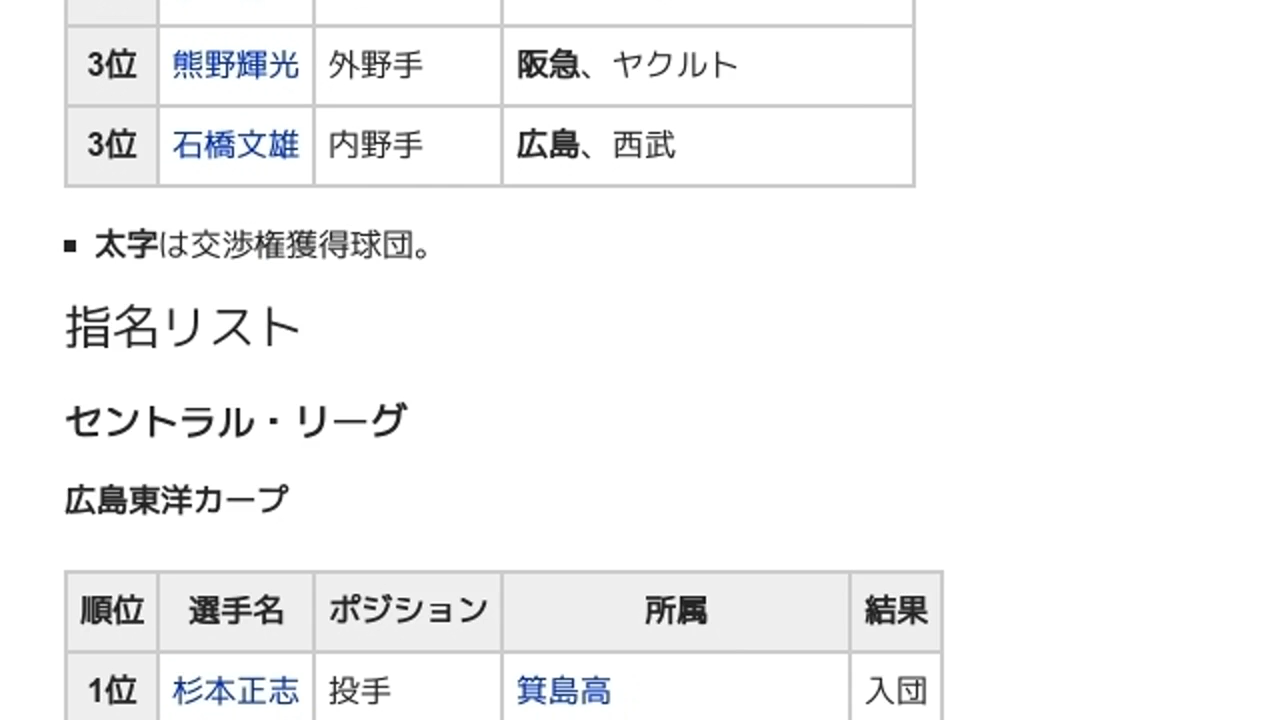 3位 熊野輝光 外野手 阪急、ヤクルト
3位 石橋文雄 内野手 広島、西武
太字は交渉権獲得球団。
指名リスト
セントラル・リーグ
広島東洋カープ
順位 選手名 ポジション 所属 結果
1位 杉本正志 投手 箕島高 入団